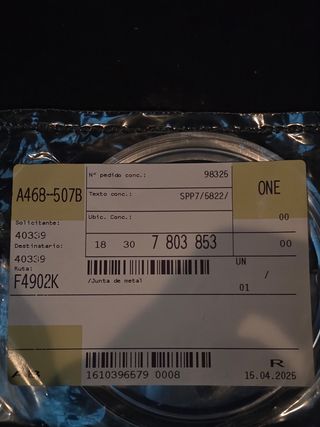 A468-507B
Nº pedido conc.: 98326
Texto conc.: SPP7/5822/
ONE
Ubic. Conc.:
00
Solicitante:
40339
Destinatario:
18 30 7 803 853
00
40339
Ruta:
F4902K
/Junta de metal
UN /
01
1610396679 0008
R
15.04.2025